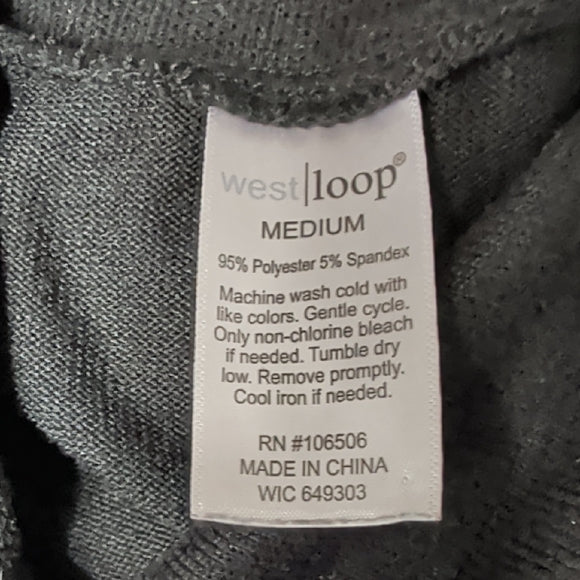 west|loop®
MEDIUM
95% Polyester 5% Spandex
Machine wash cold with
like colors. Gentle cycle.
Only non-chlorine bleach
if needed. Tumble dry
low. Remove promptly.
Cool iron if needed.
RN #106506
MADE IN CHINA
WIC 649303